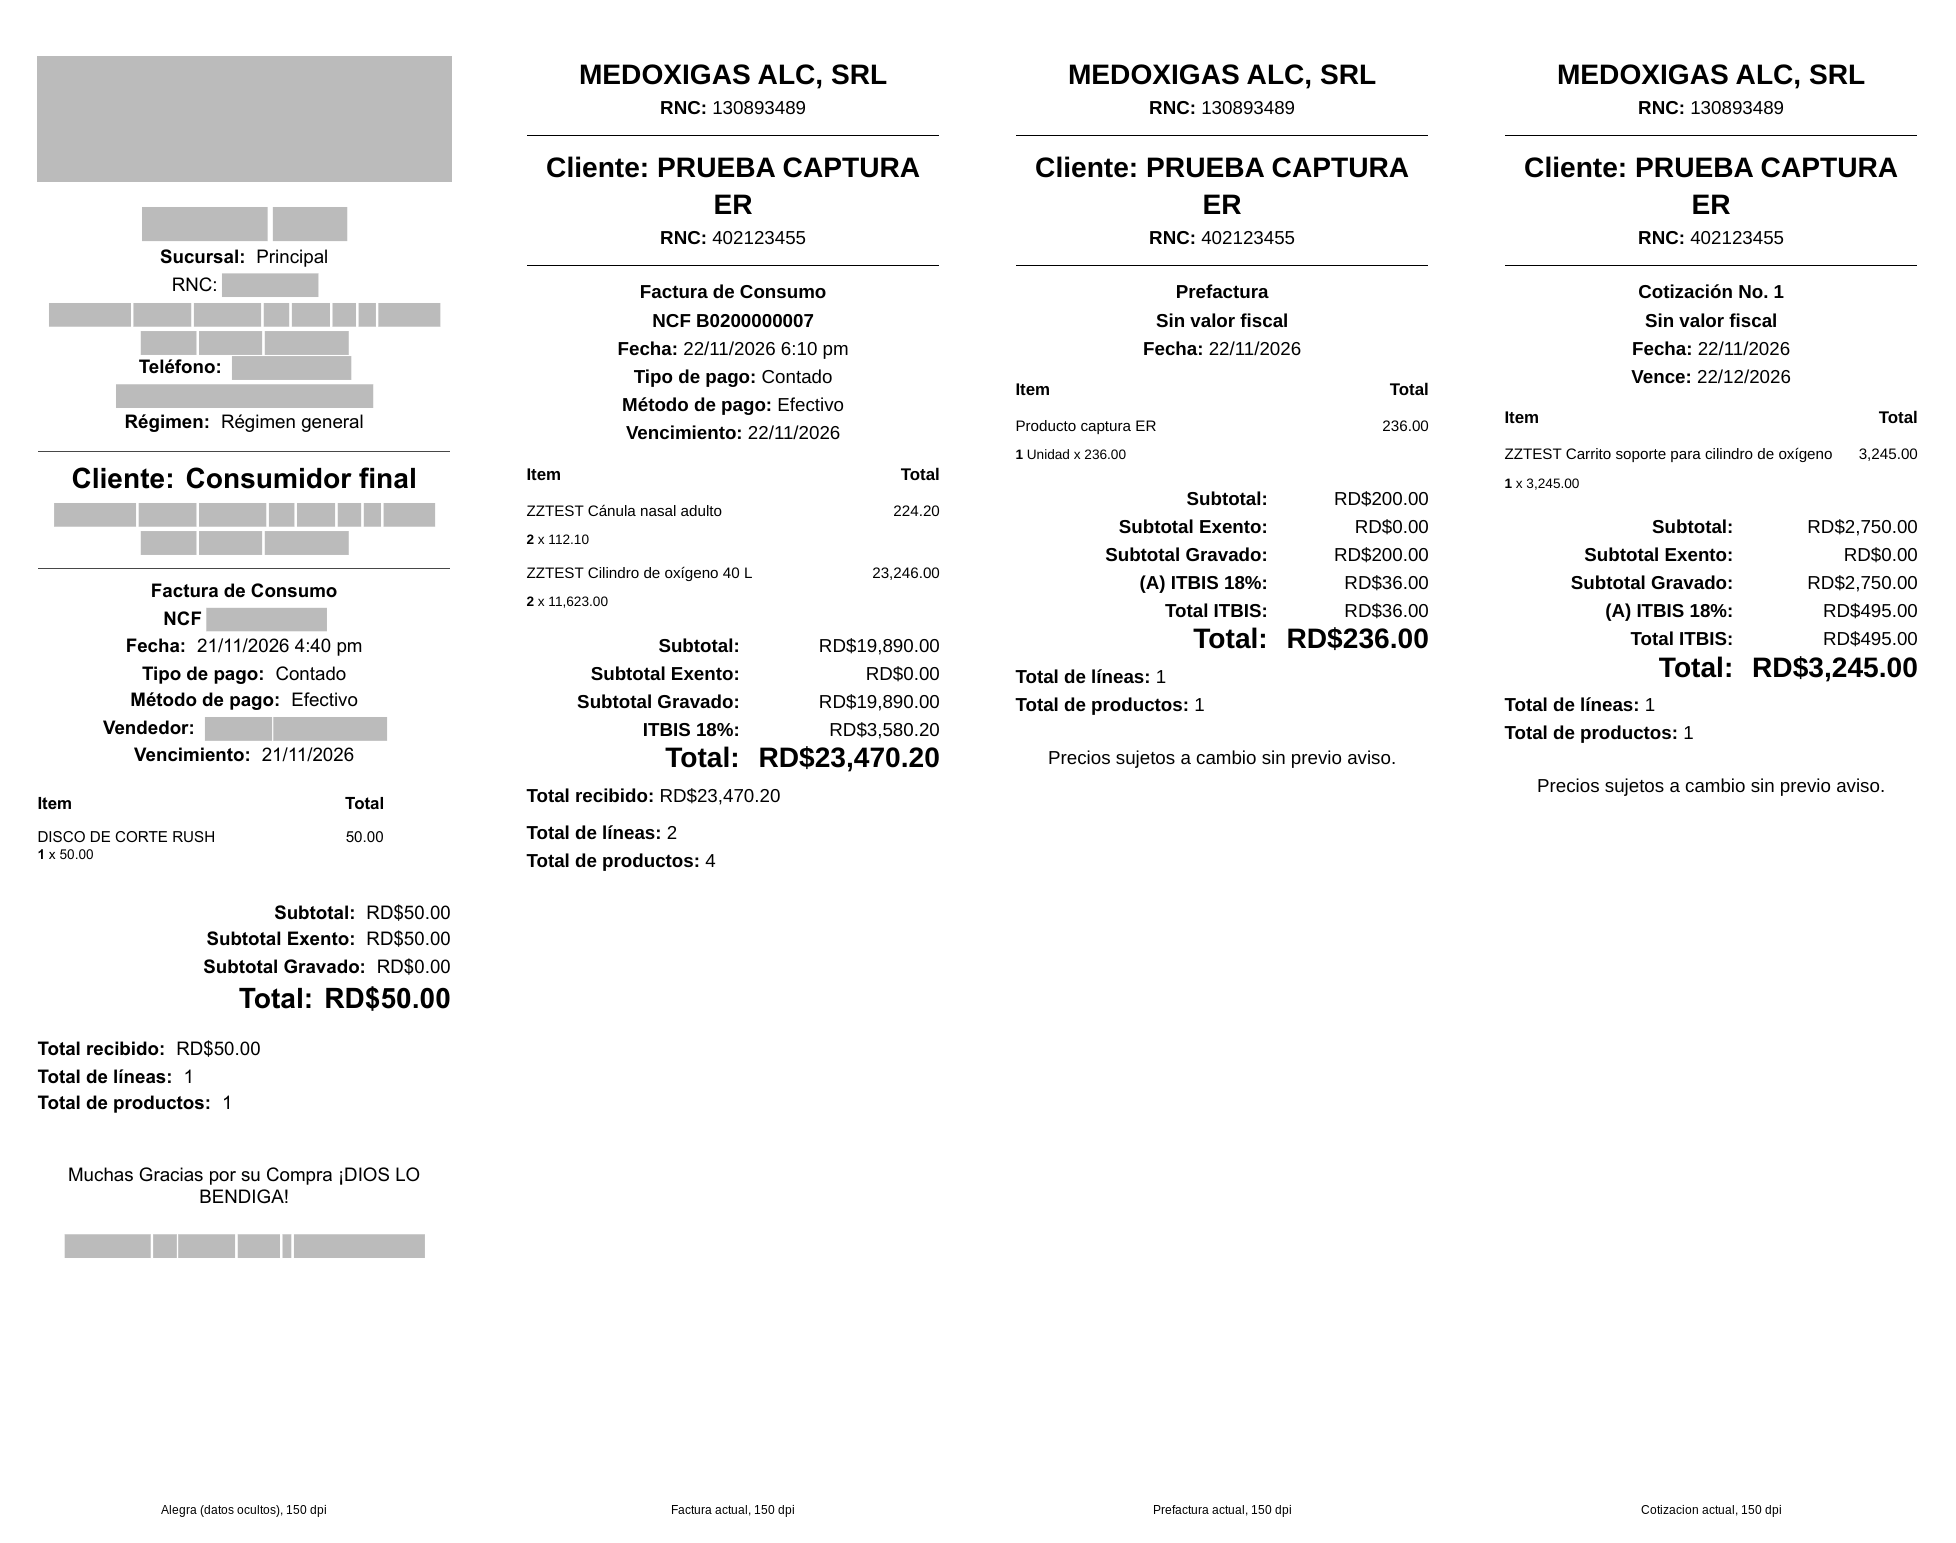 Sucursal: Principal
RNC:
Teléfono:
Régimen: Régimen general
Cliente: Consumidor final
Factura de Consumo
NCF
Fecha: 21/11/2026 4:40 pm
Tipo de pago: Contado
Método de pago: Efectivo
Vendedor:
Vencimiento: 21/11/2026
Item Total
DISCO DE CORTE RUSH 50.00
1 x 50.00
Subtotal: RD$50.00
Subtotal Exento: RD$50.00
Subtotal Gravado: RD$0.00
Total: RD$50.00
Total recibido: RD$50.00
Total de líneas: 1
Total de productos: 1
Muchas Gracias por su Compra ¡DIOS LO
BENDIGA!
Alegra (datos ocultos), 150 dpi
MEDOXIGAS ALC, SRL
RNC: 130893489
Cliente: PRUEBA CAPTURA
ER
RNC: 402123455
Factura de Consumo
NCF B0200000007
Fecha: 22/11/2026 6:10 pm
Tipo de pago: Contado
Método de pago: Efectivo
Vencimiento: 22/11/2026
Item Total
ZZTEST Cánula nasal adulto 224.20
2 x 112.10
ZZTEST Cilindro de oxígeno 40 L 23,246.00
2 x 11,623.00
Subtotal: RD$19,890.00
Subtotal Exento: RD$0.00
Subtotal Gravado: RD$19,890.00
ITBIS 18%: RD$3,580.20
Total: RD$23,470.20
Total recibido: RD$23,470.20
Total de líneas: 2
Total de productos: 4
Factura actual, 150 dpi
MEDOXIGAS ALC, SRL
RNC: 130893489
Cliente: PRUEBA CAPTURA
ER
RNC: 402123455
Prefactura
Sin valor fiscal
Fecha: 22/11/2026
Item Total
Producto captura ER 236.00
1 Unidad x 236.00
Subtotal: RD$200.00
Subtotal Exento: RD$0.00
Subtotal Gravado: RD$200.00
(A) ITBIS 18%: RD$36.00
Total ITBIS: RD$36.00
Total: RD$236.00
Total de líneas: 1
Total de productos: 1
Precios sujetos a cambio sin previo aviso.
Prefactura actual, 150 dpi
MEDOXIGAS ALC, SRL
RNC: 130893489
Cliente: PRUEBA CAPTURA
ER
RNC: 402123455
Cotización No. 1
Sin valor fiscal
Fecha: 22/11/2026
Vence: 22/12/2026
Item Total
ZZTEST Carrito soporte para cilindro de oxígeno 3,245.00
1 x 3,245.00
Subtotal: RD$2,750.00
Subtotal Exento: RD$0.00
Subtotal Gravado: RD$2,750.00
(A) ITBIS 18%: RD$495.00
Total ITBIS: RD$495.00
Total: RD$3,245.00
Total de líneas: 1
Total de productos: 1
Precios sujetos a cambio sin previo aviso.
Cotizacion actual, 150 dpi